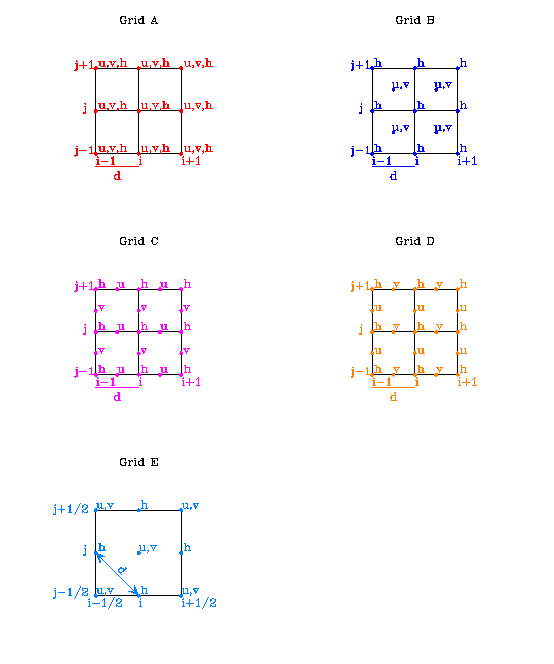 Grid A Grid B
j+1 u,v,h u,v,h u,v,h j+1 h h h
u,v u,v
j u,v,h u,v,h u,v,h j h h h
u,v u,v
j-1 u,v,h u,v,h u,v,h j-1 h h h
i-1 i i+1 i-1 i i+1
d d
Grid C Grid D
j+1 h u h u h j+1 h v h v h
v v v u u u
j h u h u h j h v h v h
v v v u u u
j-1 h u h u h j-1 h v h v h
i-1 i i+1 i-1 i i+1
d d
Grid E
j+1/2 u,v h u,v
j h u,v h
d
j-1/2 u,v h u,v
i-1/2 i i+1/2